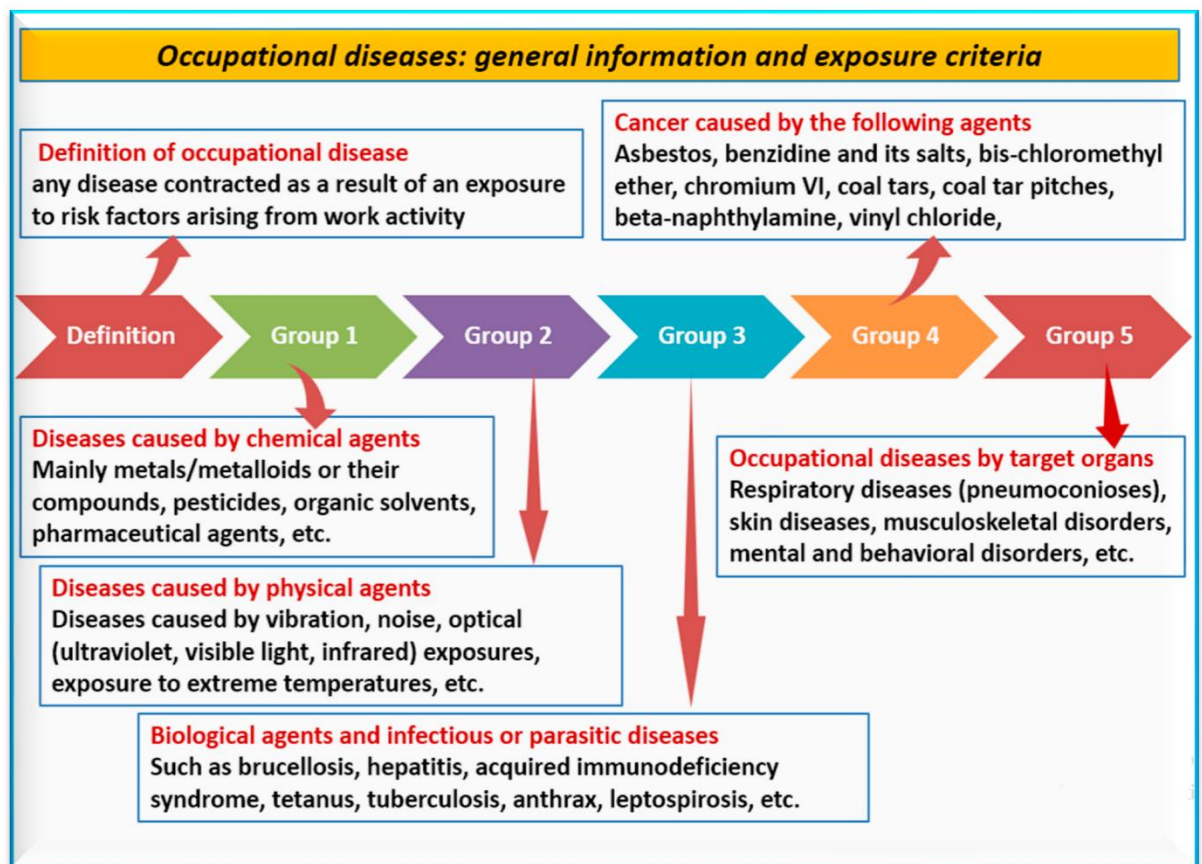 Occupational diseases: general information and exposure criteria
Definition of occupational disease
any disease contracted as a result of an exposure
to risk factors arising from work activity
Cancer caused by the following agents
Asbestos, benzidine and its salts, bis-chloromethyl
ether, chromium VI, coal tars, coal tar pitches,
beta-naphthylamine, vinyl chloride,
Definition
Group 1
Group 2
Group 3
Group 4
Group 5
Diseases caused by chemical agents
Mainly metals/metalloids or their
compounds, pesticides, organic solvents,
pharmaceutical agents, etc.
Occupational diseases by target organs
Respiratory diseases (pneumoconioses),
skin diseases, musculoskeletal disorders,
mental and behavioral disorders, etc.
Diseases caused by physical agents
Diseases caused by vibration, noise, optical
(ultraviolet, visible light, infrared) exposures,
exposure to extreme temperatures, etc.
Biological agents and infectious or parasitic diseases
Such as brucellosis, hepatitis, acquired immunodeficiency
syndrome, tetanus, tuberculosis, anthrax, leptospirosis, etc.